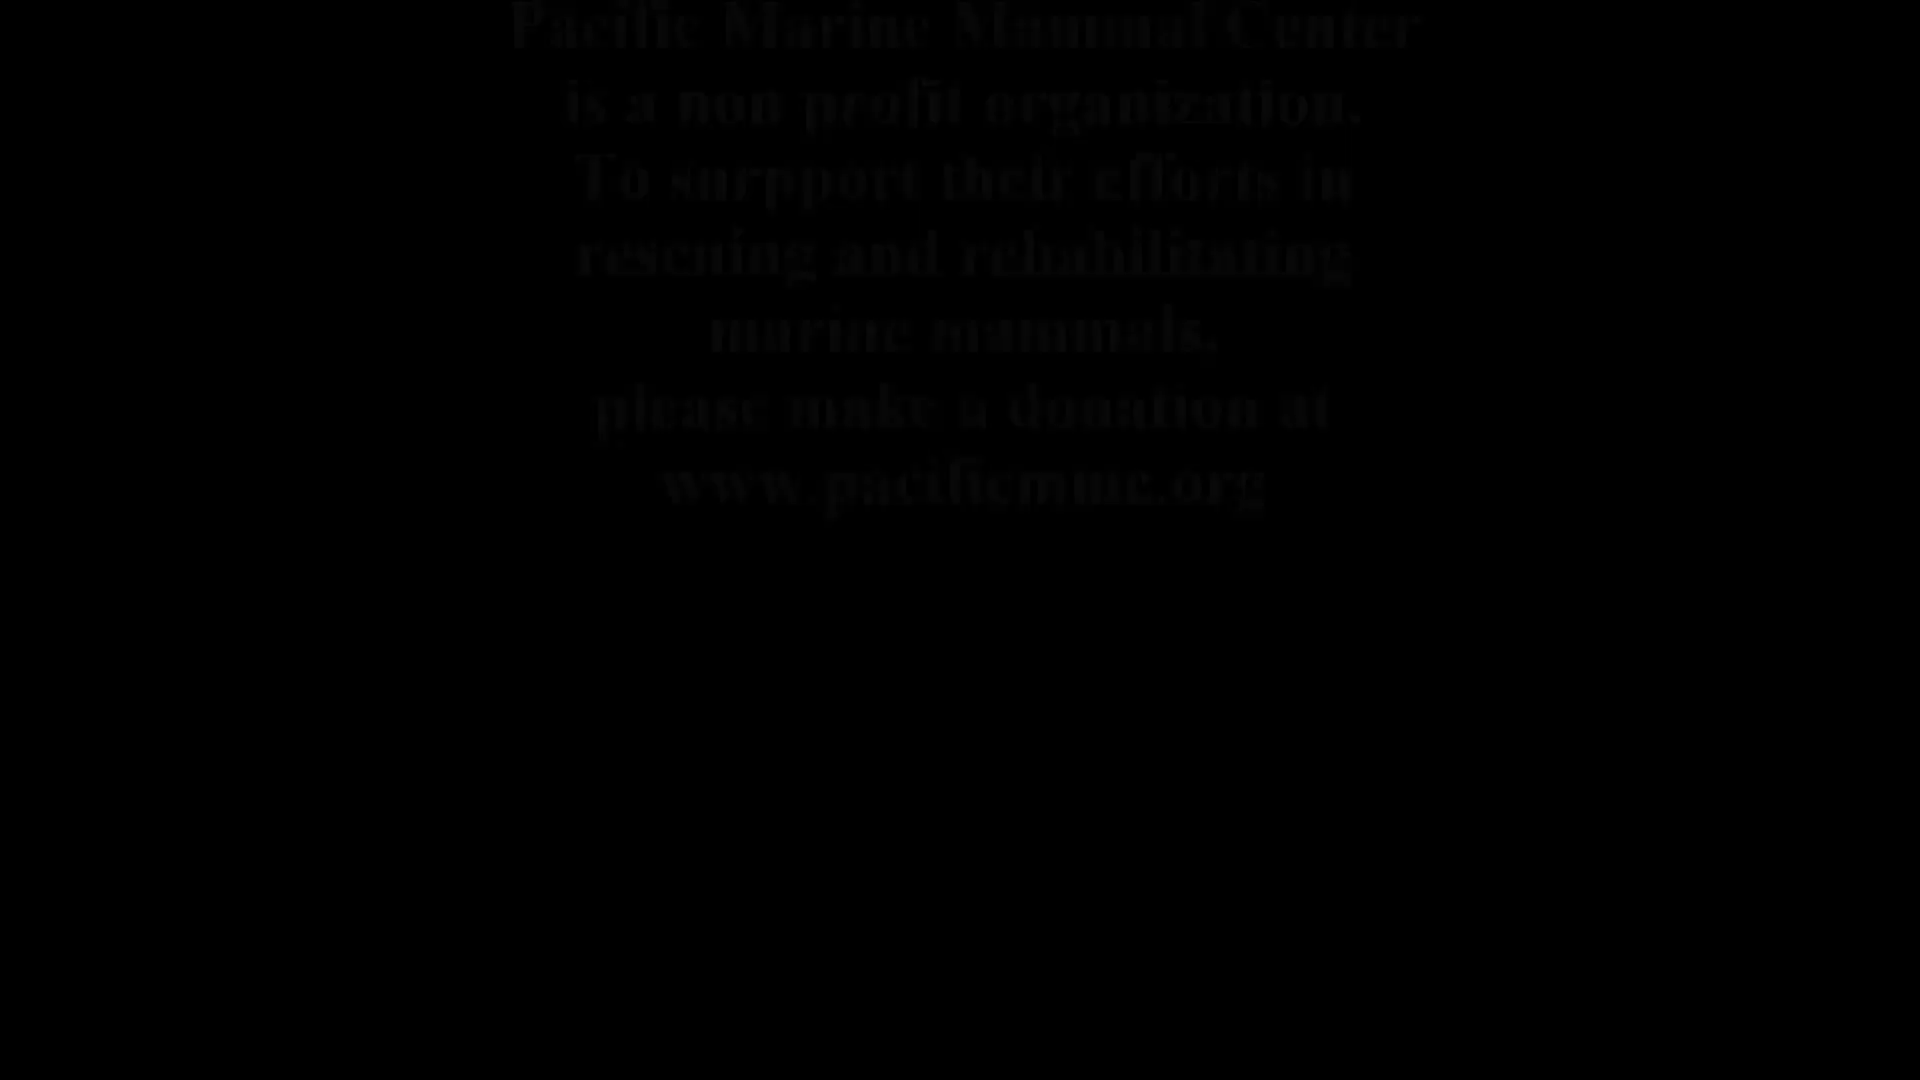 Pacific Marine Mammal Center
is a non profit organization.
To surpport their efforts in
rescuing and rehabilitating
marine mammels,
please make a donation at
www.pacificmmc.org